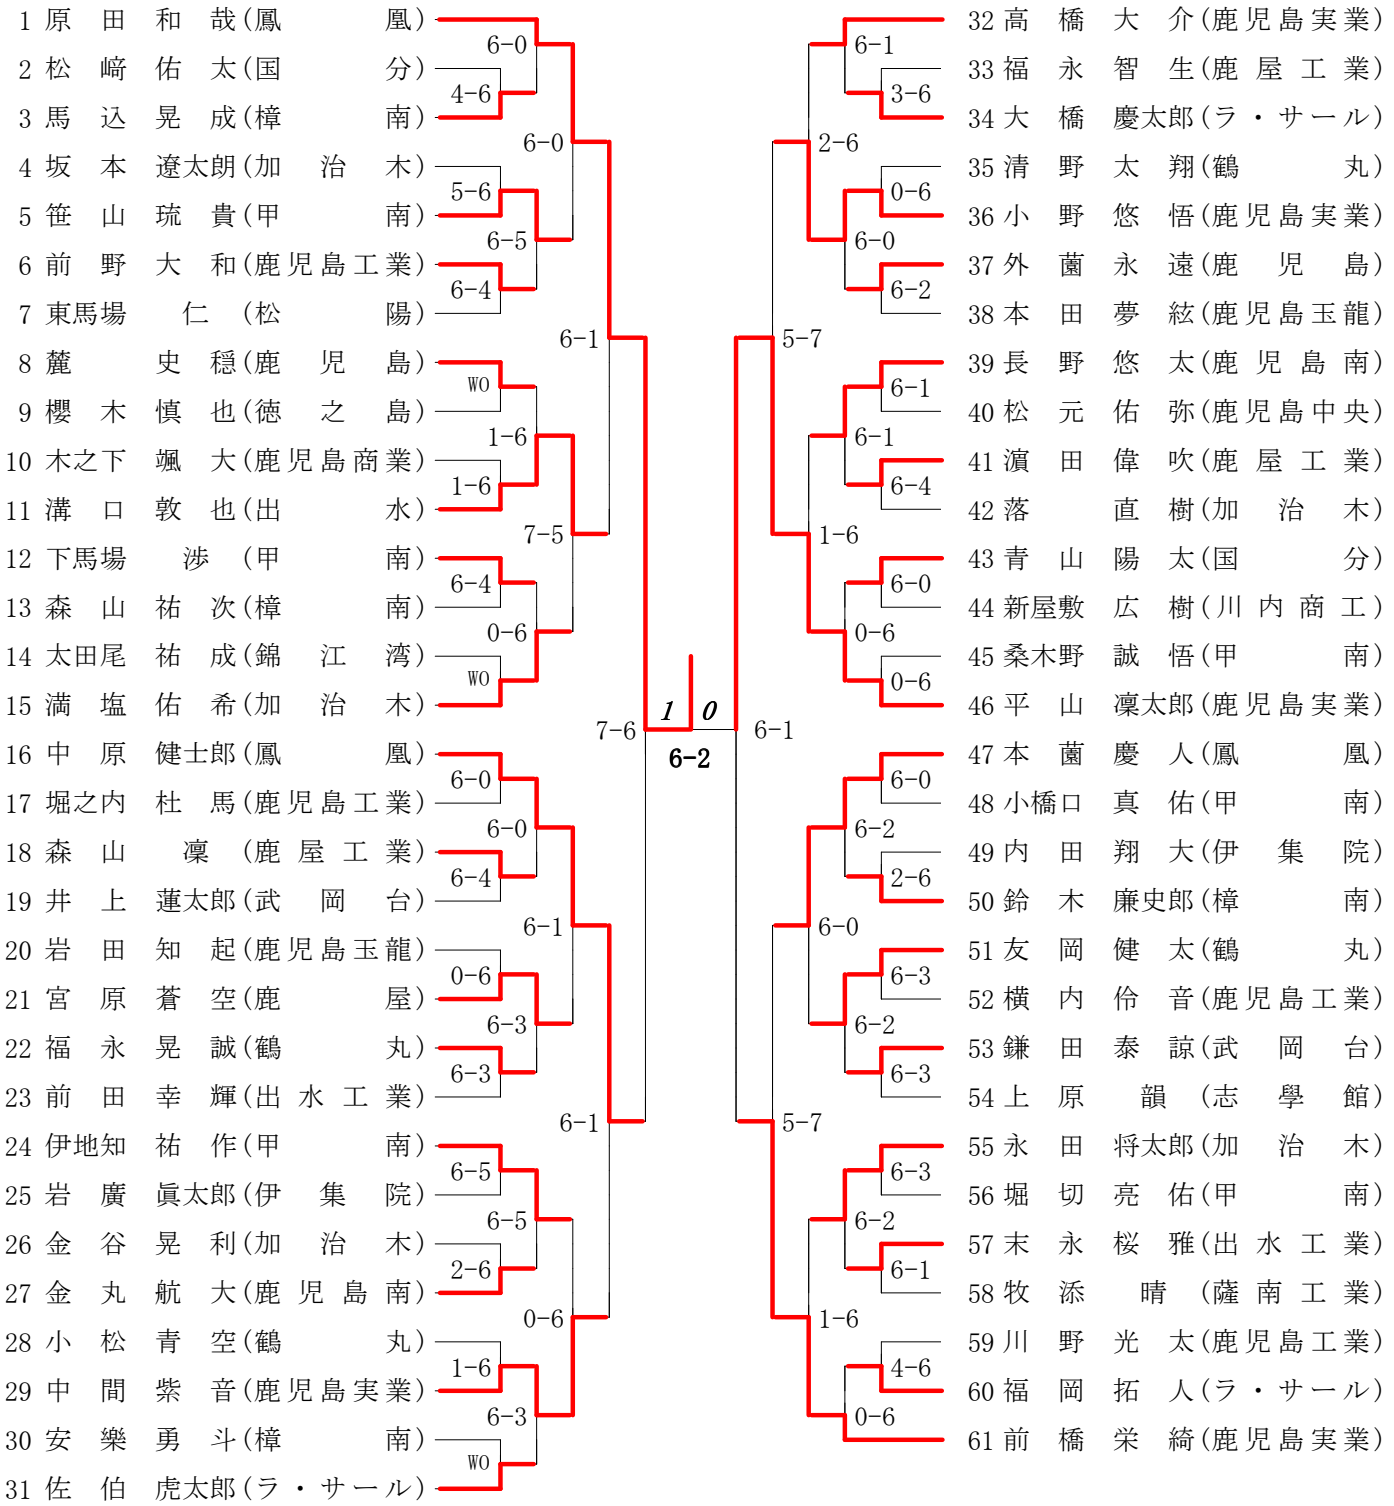 1 原田和哉(鳳凰)
2 松﨑佑太(国分)
3 馬込晃成(樟南)
4 坂本遼太朗(加治木)
5 笹山琉貴(甲南)
6 前野大和(鹿児島工業)
7 東馬場仁(松陽)
8 麓史穏(鹿児島)
9 櫻木慎也(徳之島)
10 木之下颯大(鹿児島商業)
11 溝口敦也(出水)
12 下馬場渉(甲南)
13 森山祐次(樟南)
14 太田尾祐成(錦江湾)
15 満塩佑希(加治木)
16 中原健士郎(鳳凰)
17 堀之内杜馬(鹿児島工業)
18 森山凜(鹿屋工業)
19 井上蓮太郎(武岡台)
20 岩田知起(鹿児島玉龍)
21 宮原蒼空(鹿屋)
22 福永晃誠(鶴丸)
23 前田幸輝(出水工業)
24 伊地知祐作(甲南)
25 岩廣眞太郎(伊集院)
26 金谷晃利(加治木)
27 金丸航大(鹿児島南)
28 小松青空(鶴丸)
29 中間紫音(鹿児島実業)
30 安樂勇斗(樟南)
31 佐伯虎太郎(ラ・サール)
6-0
4-6
6-0
5-6
6-5
6-4
6-1
WO
1-6
1-6
7-5
6-4
0-6
WO
7-6
6-0
6-0
6-4
6-1
0-6
6-3
6-3
6-1
6-5
6-5
2-6
0-6
1-6
6-3
WO
1 0
6-2
6-1
3-6
2-6
0-6
6-0
6-2
5-7
6-1
6-1
6-4
1-6
6-0
0-6
0-6
6-1
6-0
6-2
2-6
6-0
6-3
6-2
6-3
5-7
6-3
6-2
6-1
1-6
4-6
0-6
32 高橋大介(鹿児島実業)
33 福永智生(鹿屋工業)
34 大橋慶太郎(ラ・サール)
35 清野太翔(鶴丸)
36 小野悠悟(鹿児島実業)
37 外薗永遠(鹿児島)
38 本田夢絃(鹿児島玉龍)
39 長野悠太(鹿児島南)
40 松元佑弥(鹿児島中央)
41 濵田偉吹(鹿屋工業)
42 落直樹(加治木)
43 青山陽太(国分)
44 新屋敷広樹(川内商工)
45 桑木野誠悟(甲南)
46 平山凜太郎(鹿児島実業)
47 本薗慶人(鳳凰)
48 小橋口真佑(甲南)
49 内田翔大(伊集院)
50 鈴木廉史郎(樟南)
51 友岡健太(鶴丸)
52 横内伶音(鹿児島工業)
53 鎌田泰諒(武岡台)
54 上原韻(志學館)
55 永田将太郎(加治木)
56 堀切亮佑(甲南)
57 末永桜雅(出水工業)
58 牧添晴(薩南工業)
59 川野光太(鹿児島工業)
60 福岡拓人(ラ・サール)
61 前橋栄綺(鹿児島実業)